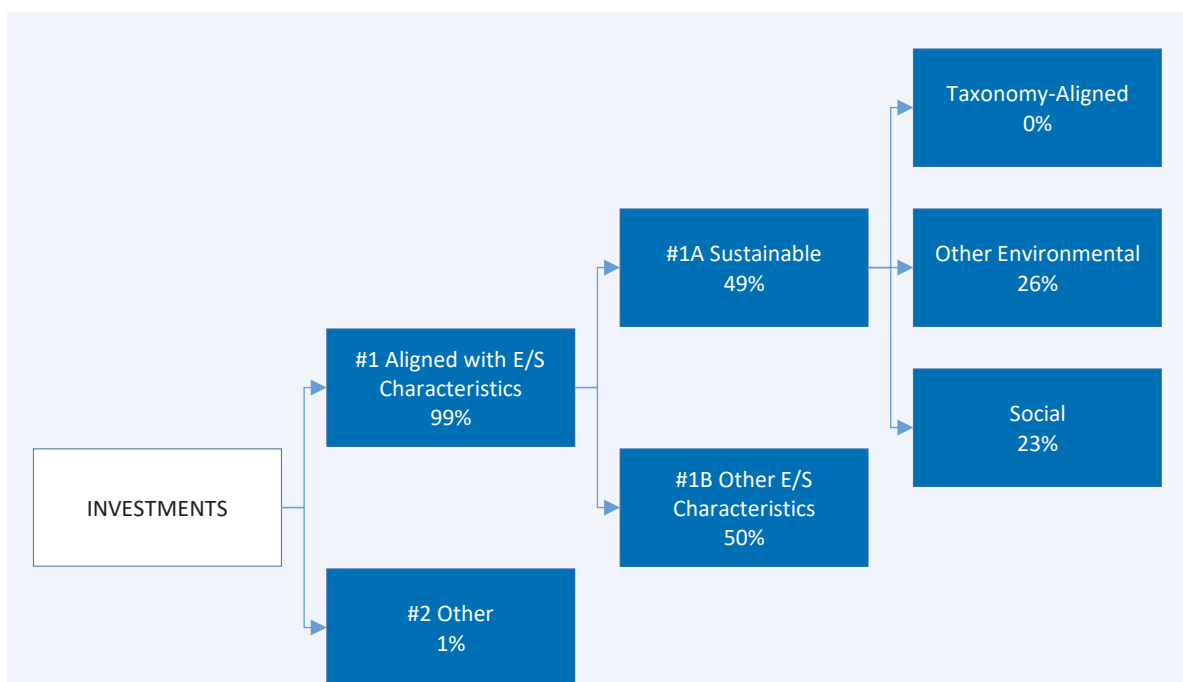 INVESTMENTS
#1 Aligned with E/S
Characteristics
99%
#2 Other
1%
#1A Sustainable
49%
#1B Other E/S
Characteristics
50%
Taxonomy-Aligned
0%
Other Environmental
26%
Social
23%